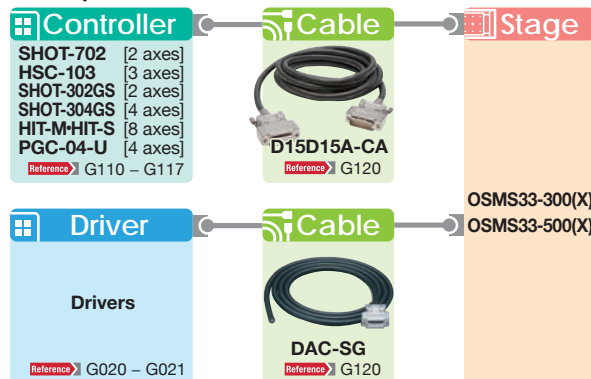 Controller
SHOT-702 [2 axes]
HSC-103 [3 axes]
SHOT-302GS [2 axes]
SHOT-304GS [4 axes]
HIT-M•HIT-S [8 axes]
PGC-04-U [4 axes]
Reference G110 – G117
Cable
D15D15A-CA
Reference G120
Stage
OSMS33-300(X)
OSMS33-500(X)
Driver
Drivers
Reference G020 – G021
Cable
DAC-SG
Reference G120